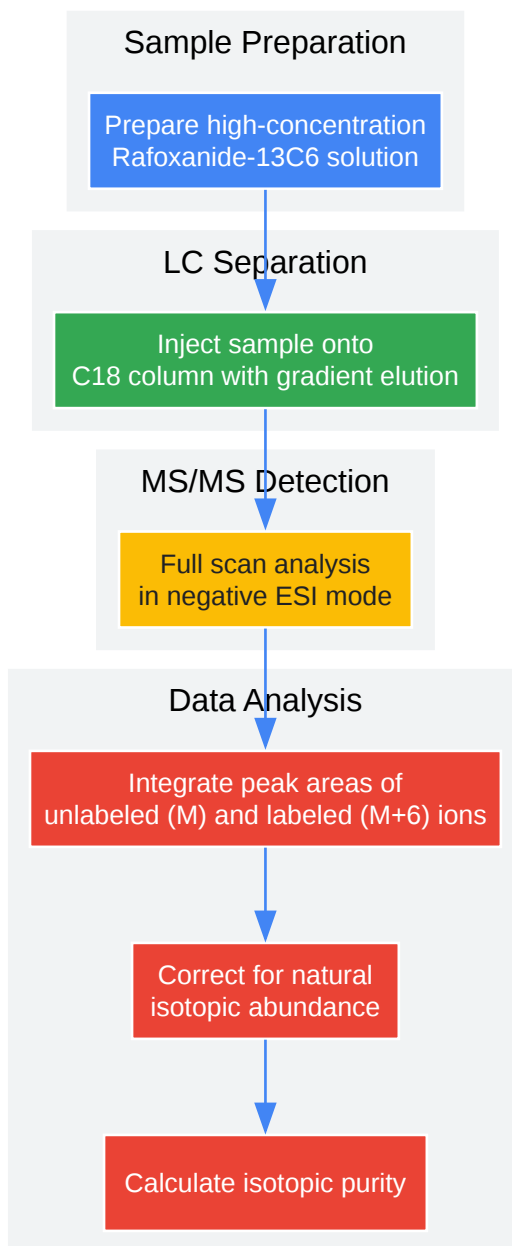 Sample Preparation
Prepare high-concentration
Rafoxanide-13C6 solution
LC Separation
Inject sample onto
C18 column with gradient elution
MS/MS Detection
Full scan analysis
in negative ESI mode
Data Analysis
Integrate peak areas of
unlabeled (M) and labeled (M+6) ions
Correct for natural
isotopic abundance
Calculate isotopic purity